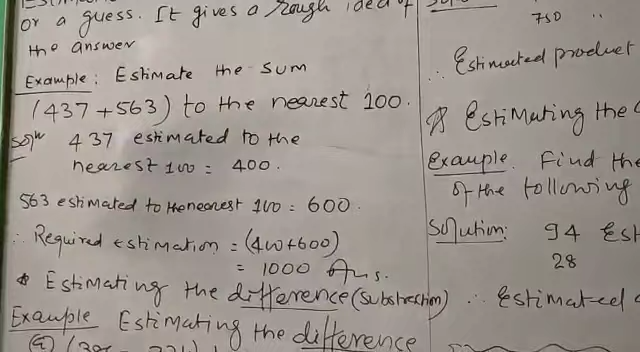 or a guess. It gives a rough idea of
the answer
Example: Estimate the sum
(437+563) to the nearest 100.
Soln 437 estimated to the
nearest 100 = 400.
563 estimated to the nearest 100 = 600.
∴ Required estimation = (400+600)
= 1000 Ans.
* Estimating the difference (substraction)
Example Estimating the difference
750 "
∴ Estimated product
* Estimating the
Example. Find the
of the following
Solution: 94 Est
28
∴ Estimated